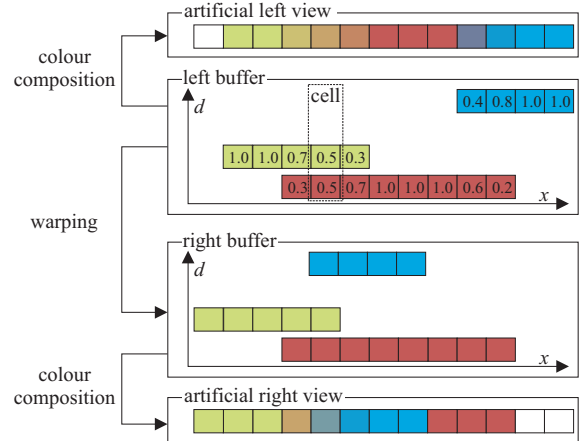 artificial left view
colour
composition
left buffer
cell
d
0.4 0.8 1.0 1.0
1.0 1.0 0.7 0.5 0.3
0.3 0.5 0.7 1.0 1.0 1.0 0.6 0.2
x
warping
right buffer
d
x
colour
composition
artificial right view